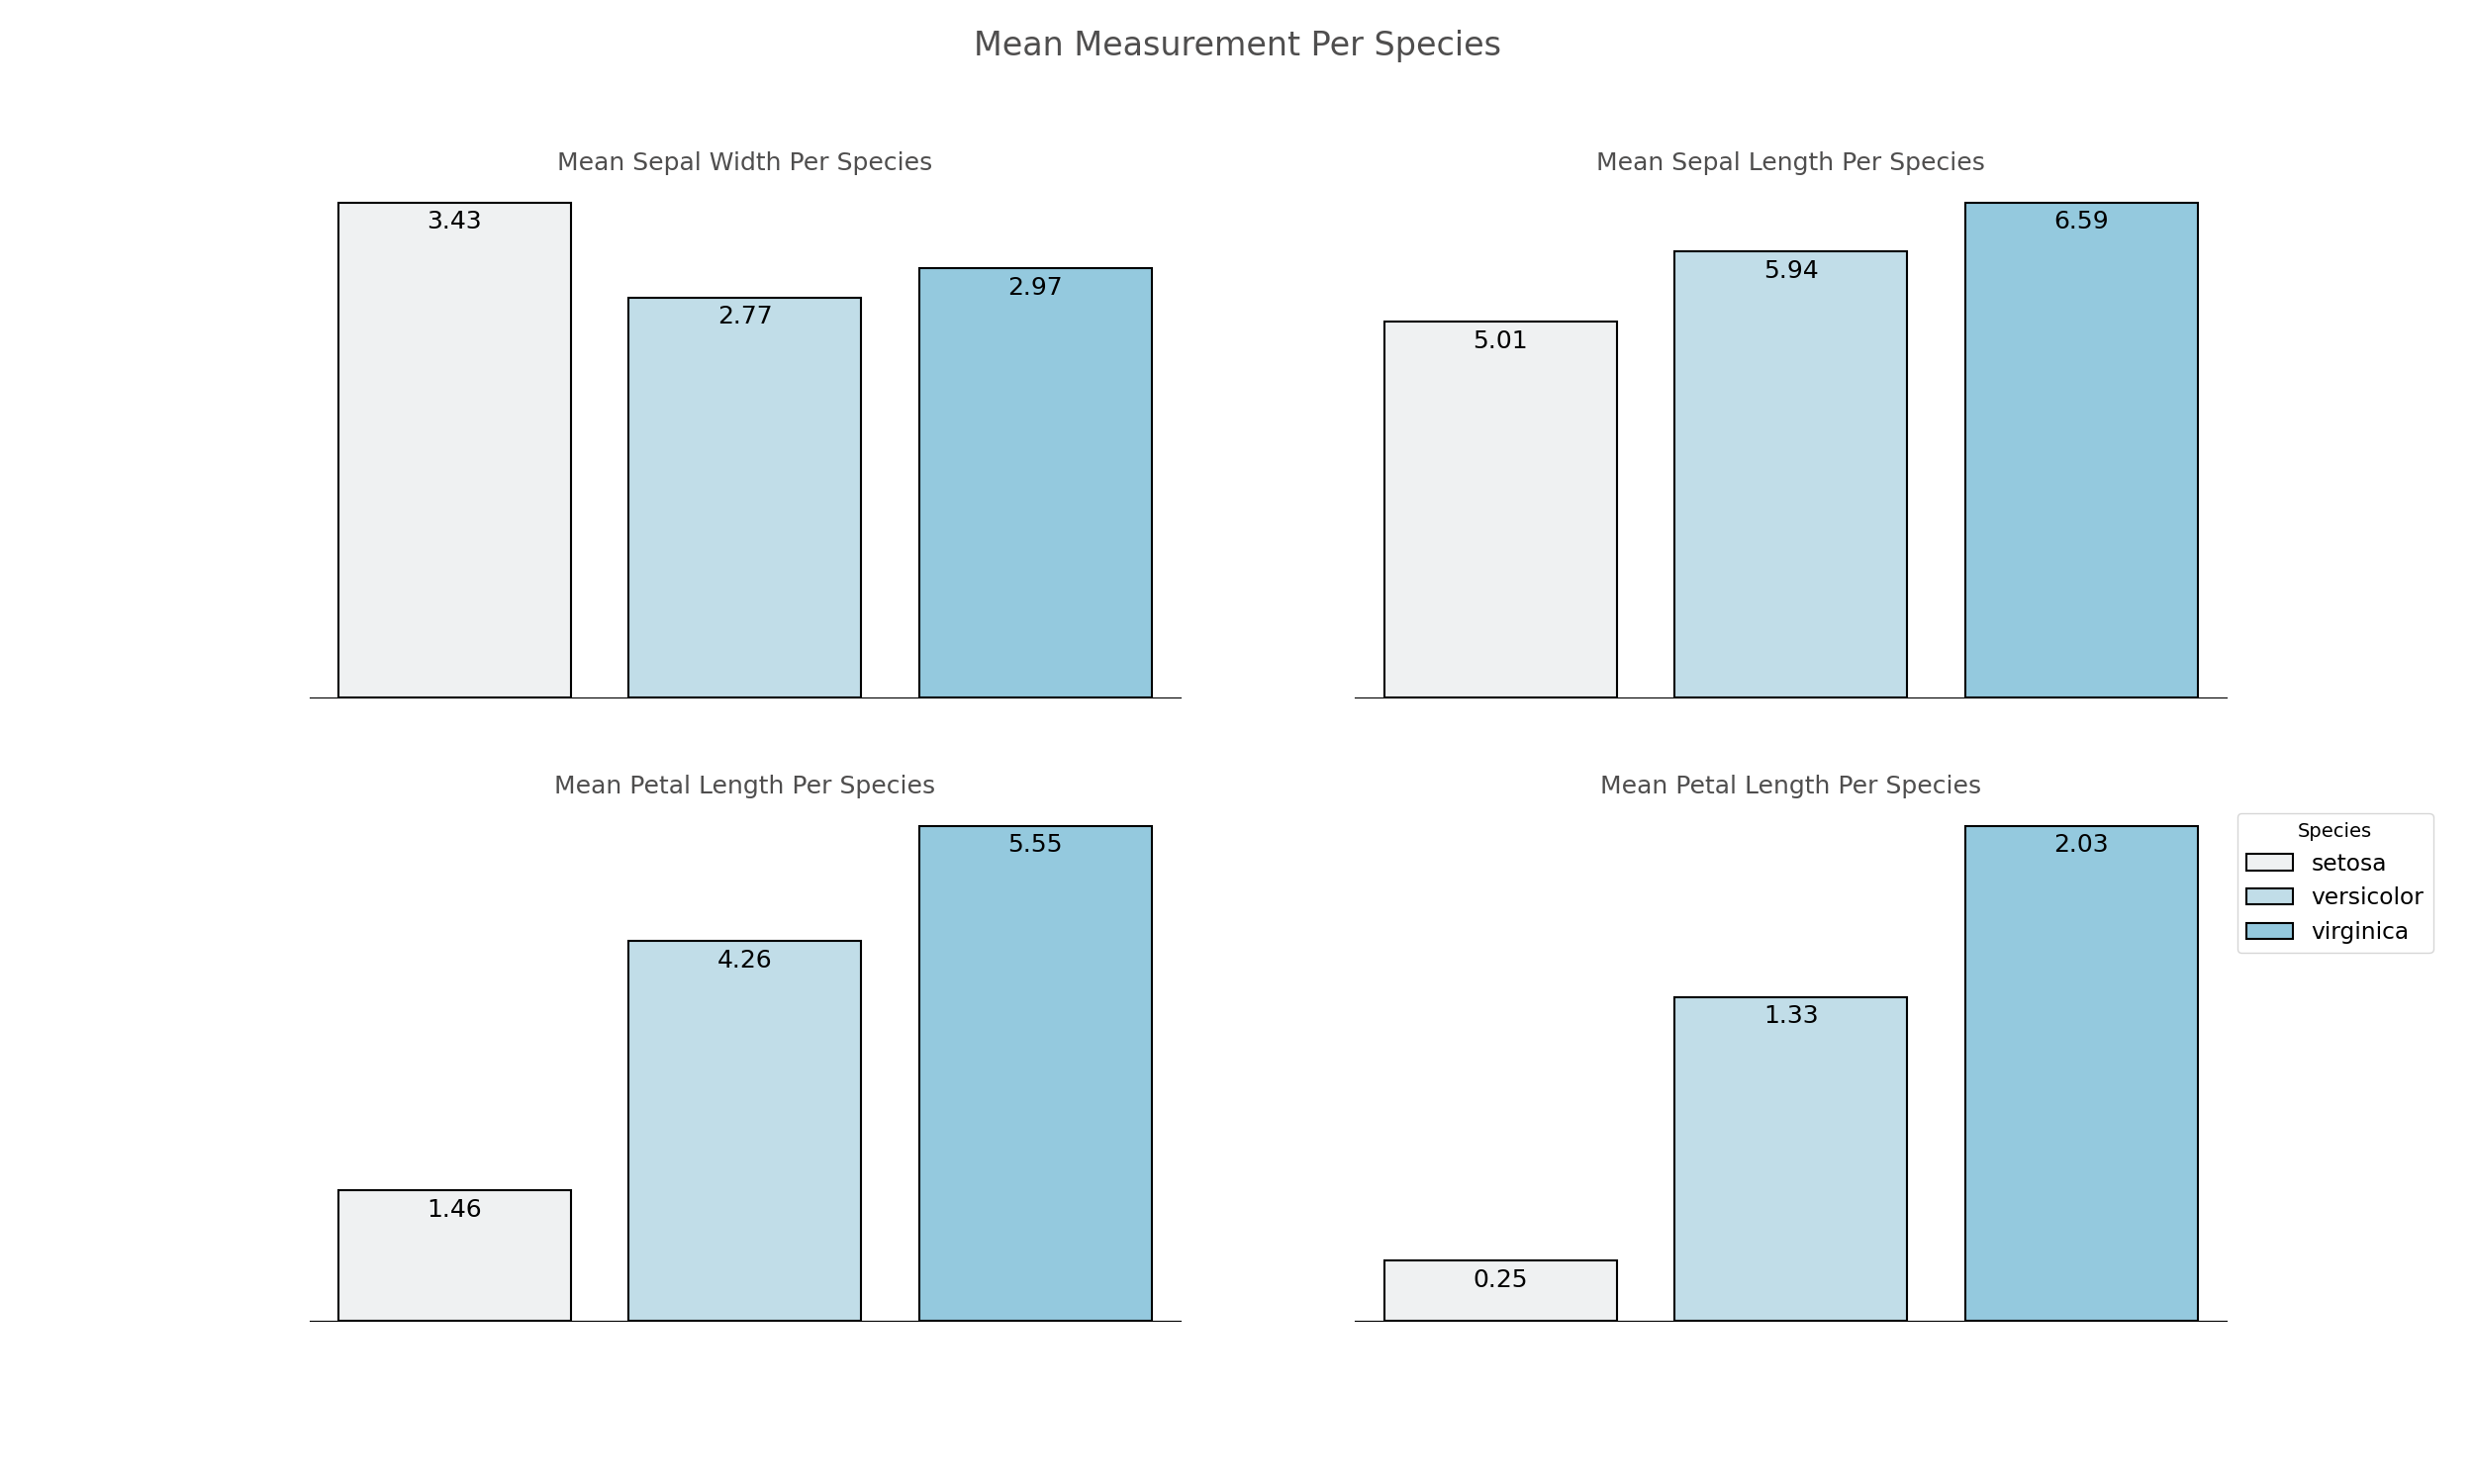 Mean Measurement Per Species
Mean Sepal Width Per Species
3.43
2.77
2.97
Mean Sepal Length Per Species
5.01
5.94
6.59
Mean Petal Length Per Species
1.46
4.26
5.55
Mean Petal Length Per Species
0.25
1.33
2.03
Species
setosa
versicolor
virginica